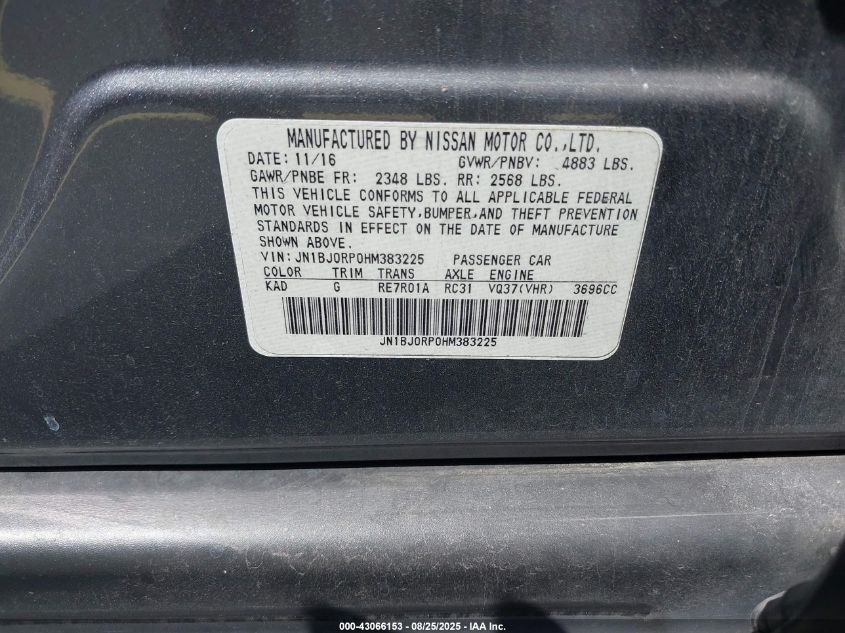 MANUFACTURED BY NISSAN MOTOR CO.,LTD.
DATE: 11/16 GVWR/PNBV: 4883 LBS.
GAWR/PNBE FR: 2348 LBS. RR: 2568 LBS.
THIS VEHICLE CONFORMS TO ALL APPLICABLE FEDERAL
MOTOR VEHICLE SAFETY,BUMPER,AND THEFT PREVENTION
STANDARDS IN EFFECT ON THE DATE OF MANUFACTURE
SHOWN ABOVE.
VIN: JN1BJ0RP0HM383225 PASSENGER CAR
COLOR TRIM TRANS AXLE ENGINE
KAD G RE7R01A RC31 VQ37(VHR) 3696CC
JN1BJ0RP0HM383225
000-43066153 - 08/25/2025 - IAA Inc.